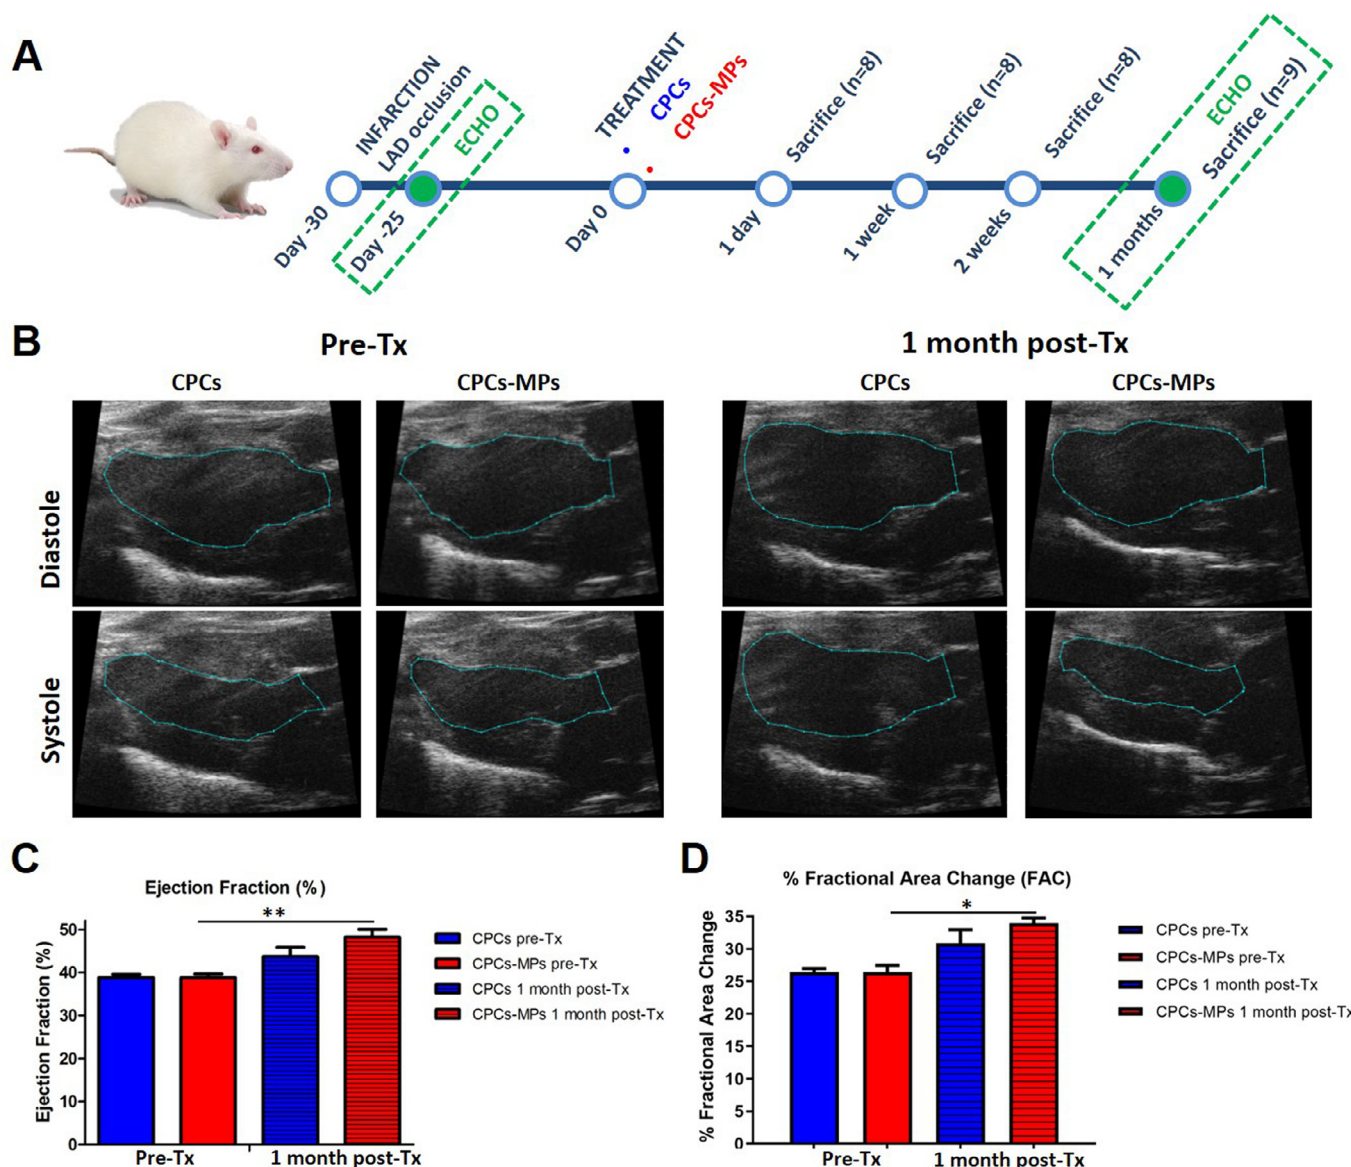 A
INFARCTION
LAD occlusion
ECHO
TREATMENT
CPCs
CPCs-MPs
Sacrifice (n=8)
Sacrifice (n=8)
Sacrifice (n=8)
ECHO
Sacrifice (n=9)
Day -30
Day -25
Day 0
1 day
1 week
2 weeks
1 months
B
Pre-Tx
1 month post-Tx
CPCs
CPCs-MPs
CPCs
CPCs-MPs
Diastole
Systole
C
Ejection Fraction (%)
**
Ejection Fraction (%)
50
40
30
20
10
0
Pre-Tx
1 month post-Tx
CPCs pre-Tx
CPCs-MPs pre-Tx
CPCs 1 month post-Tx
CPCs-MPs 1 month post-Tx
D
% Fractional Area Change (FAC)
*
% Fractional Area Change
35
30
25
20
15
10
5
0
Pre-Tx
1 month post-Tx
CPCs pre-Tx
CPCs-MPs pre-Tx
CPCs 1 month post-Tx
CPCs-MPs 1 month post-Tx